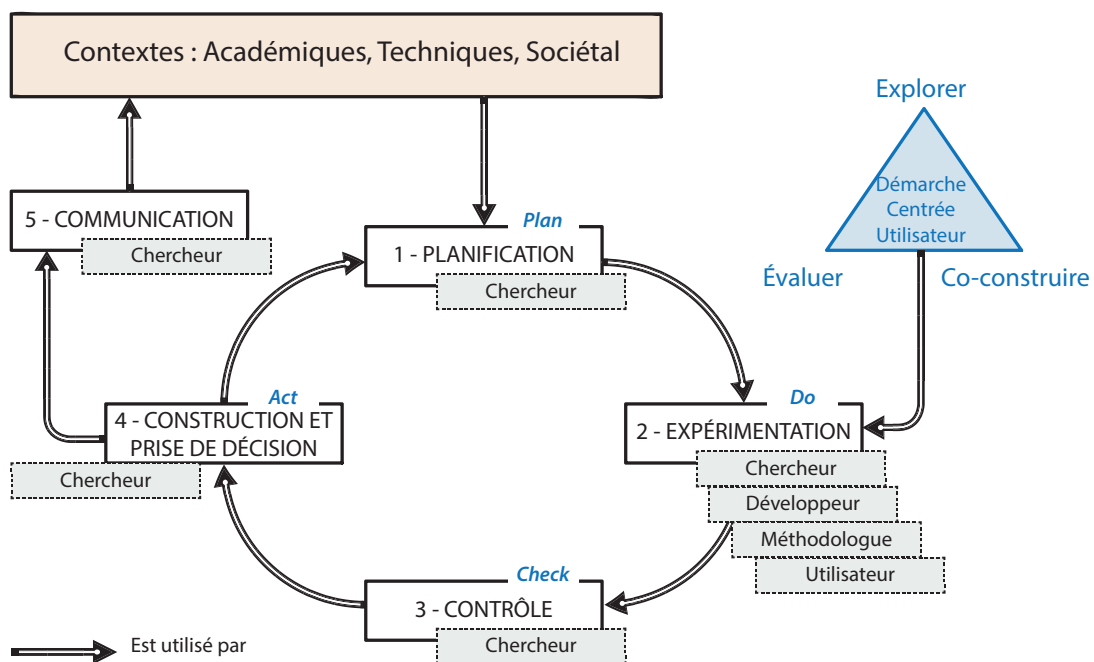 Contextes : Académiques, Techniques, Sociétal
Explorer
Démarche
Centrée
Utilisateur
Évaluer
Co-construire
5 - COMMUNICATION
Chercheur
Plan
1 - PLANIFICATION
Chercheur
Act
4 - CONSTRUCTION ET
PRISE DE DÉCISION
Chercheur
Do
2 - EXPÉRIMENTATION
Chercheur
Développeur
Méthodologue
Utilisateur
Check
3 - CONTRÔLE
Chercheur
Est utilisé par